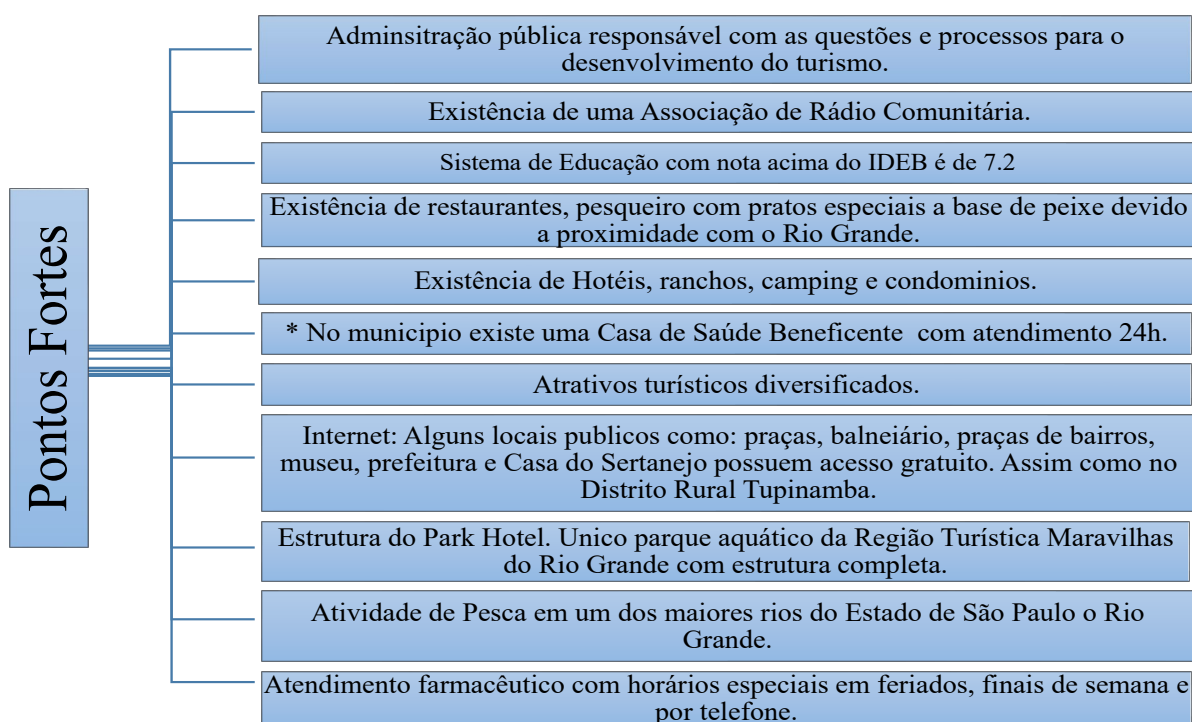 Pontos Fortes
Adminsitração pública responsável com as questões e processos para o
desenvolvimento do turismo.
Existência de uma Associação de Rádio Comunitária.
Sistema de Educação com nota acima do IDEB é de 7.2
Existência de restaurantes, pesqueiro com pratos especiais a base de peixe devido
a proximidade com o Rio Grande.
Existência de Hotéis, ranchos, camping e condominios.
* No municipio existe uma Casa de Saúde Beneficente com atendimento 24h.
Atrativos turísticos diversificados.
Internet: Alguns locais publicos como: praças, balneiário, praças de bairros,
museu, prefeitura e Casa do Sertanejo possuem acesso gratuito. Assim como no
Distrito Rural Tupinamba.
Estrutura do Park Hotel. Unico parque aquático da Região Turística Maravilhas
do Rio Grande com estrutura completa.
Atividade de Pesca em um dos maiores rios do Estado de São Paulo o Rio
Grande.
Atendimento farmacêutico com horários especiais em feriados, finais de semana e
por telefone.